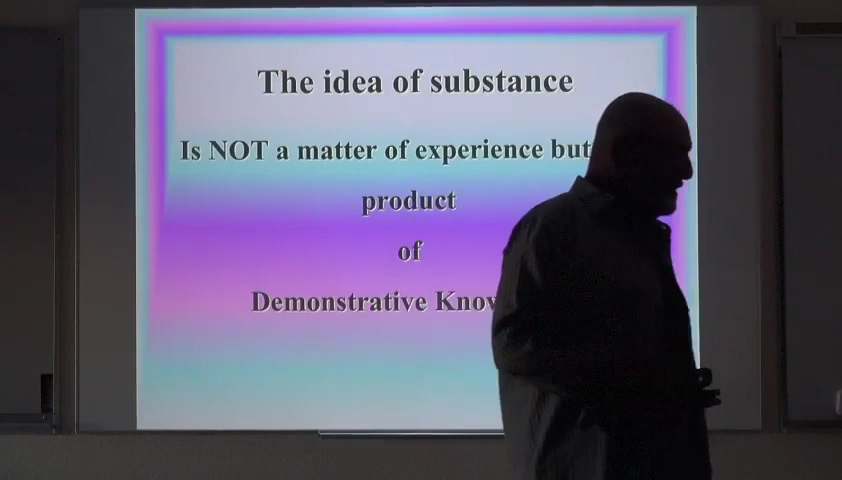 The idea of substance
Is NOT a matter of experience but
product
of
Demonstrative